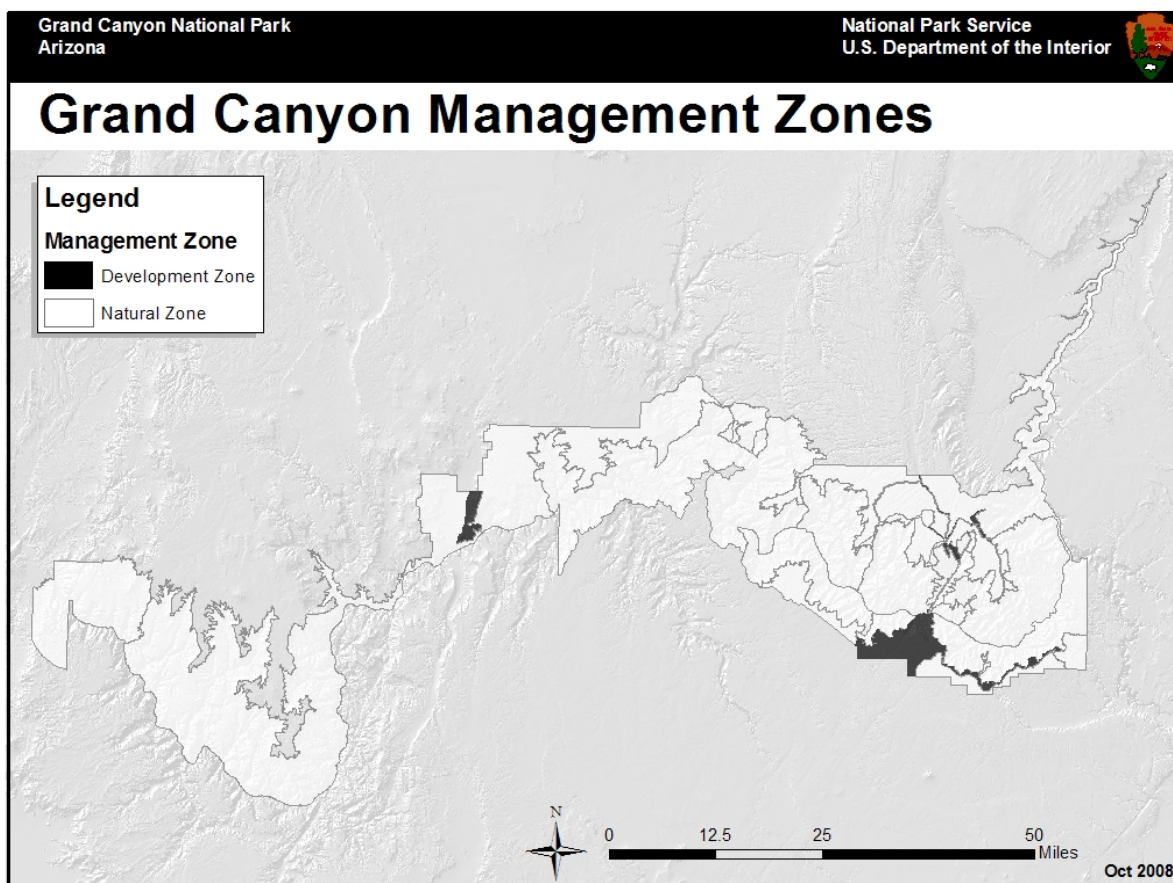 Grand Canyon National Park
Arizona
National Park Service
U.S. Department of the Interior
Grand Canyon Management Zones
Legend
Management Zone
Development Zone
Natural Zone
N
0 12.5 25 50
Miles
Oct 2008